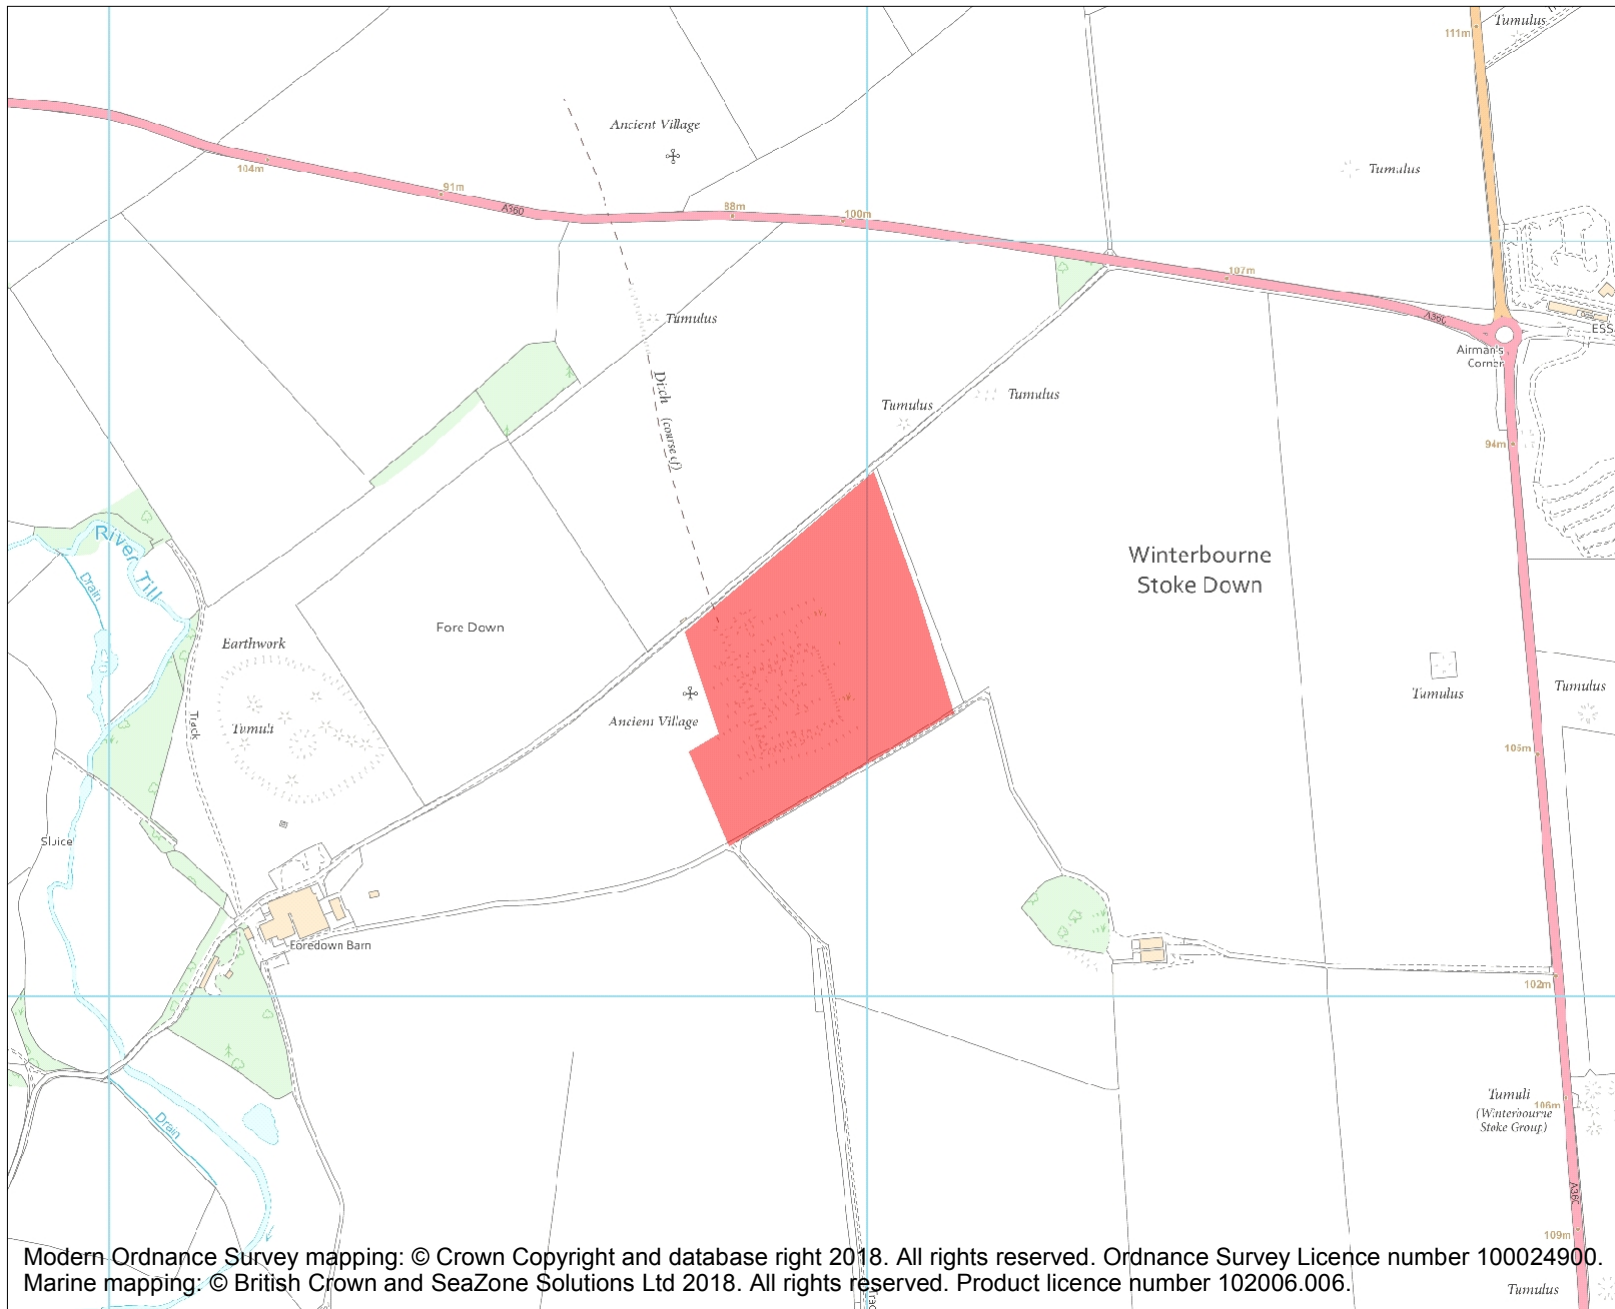 Tumulus
111m
Ancient Village
104m
91m
A360
88m
100m
Tumulus
107m
A360
Airman's
Corner
ESS
Tumulus
Ditch (course of)
Tumulus
Tumulus
94m
River Till
Drain
Winterbourne
Stoke Down
Fore Down
Earthwork
Tumuli
Track
Ancient Village
Tumulus
Tumulus
105m
Sluice
Foredown Barn
102m
Drain
Tumuli
106m
(Winterbourne
Stoke Group)
A360
109m
Modern Ordnance Survey mapping: © Crown Copyright and database right 2018. All rights reserved. Ordnance Survey Licence number 100024900.
Marine mapping: © British Crown and SeaZone Solutions Ltd 2018. All rights reserved. Product licence number 102006.006.
Tumulus